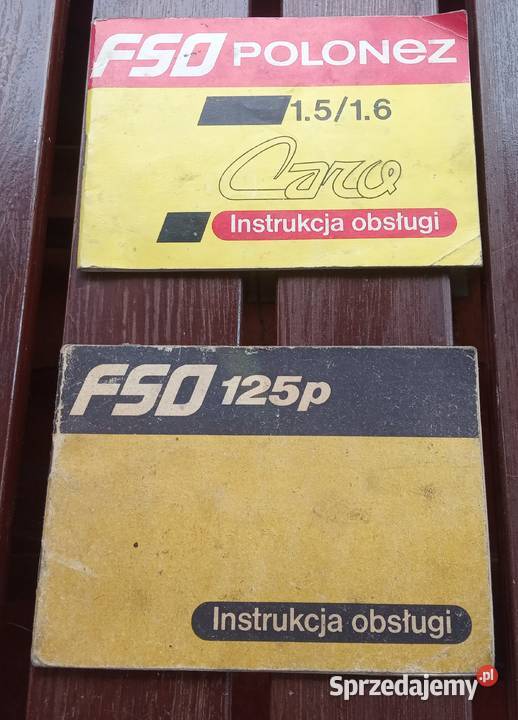 FSO POLONEZ
1.5/1.6
Caro
Instrukcja obsługi
FSO 125p
Instrukcja obsługi
Sprzedajemy.pl